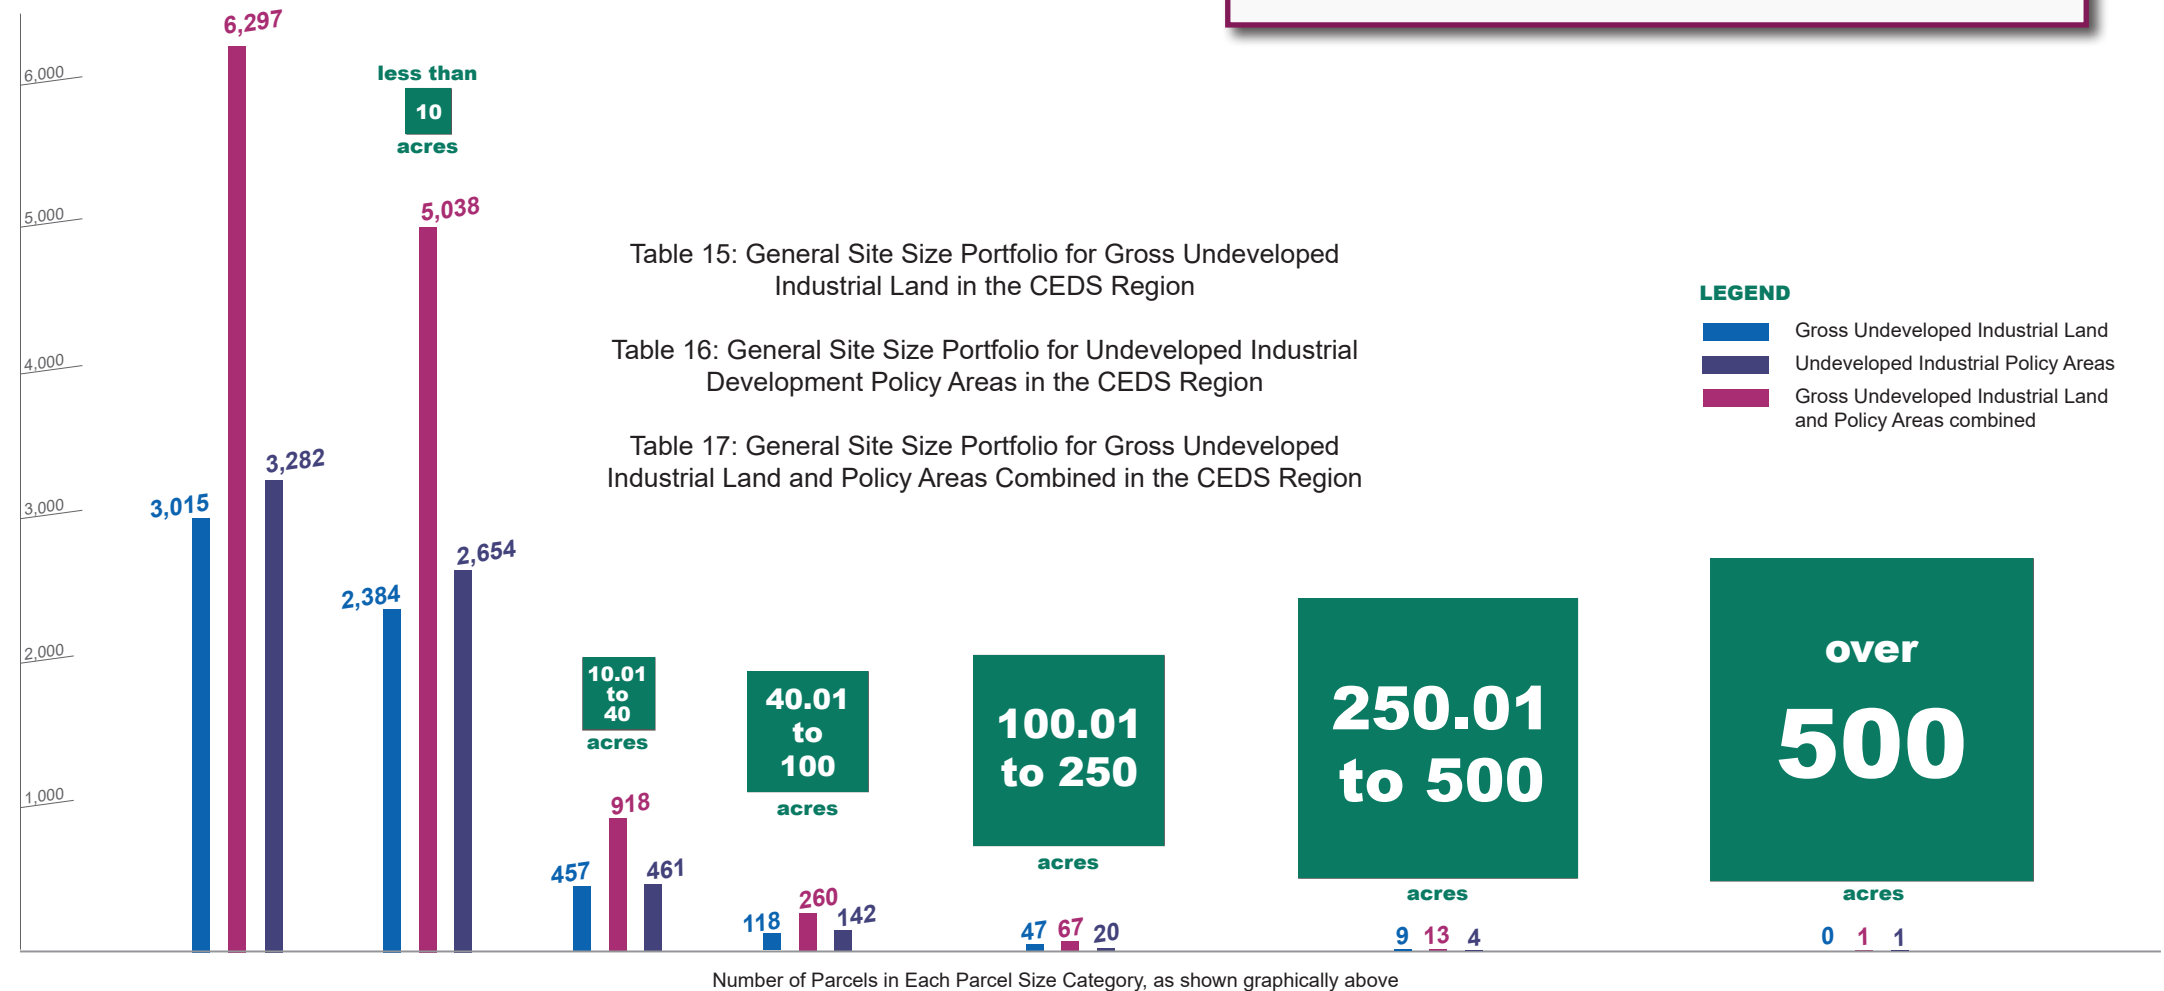 6,297
6,000
less than
10
acres
5,000
5,038
4,000
Table 15: General Site Size Portfolio for Gross Undeveloped
Industrial Land in the CEDS Region
Table 16: General Site Size Portfolio for Undeveloped Industrial
Development Policy Areas in the CEDS Region
Table 17: General Site Size Portfolio for Gross Undeveloped
Industrial Land and Policy Areas Combined in the CEDS Region
LEGEND
Gross Undeveloped Industrial Land
Undeveloped Industrial Policy Areas
Gross Undeveloped Industrial Land
and Policy Areas combined
3,282
3,015
3,000
2,654
2,384
2,000
1,000
10.01
to
40
acres
918
457
461
40.01
to
100
acres
260
118
142
100.01
to 250
acres
47
67
20
250.01
to 500
acres
9
13
4
over
500
acres
0
1
1
Number of Parcels in Each Parcel Size Category, as shown graphically above